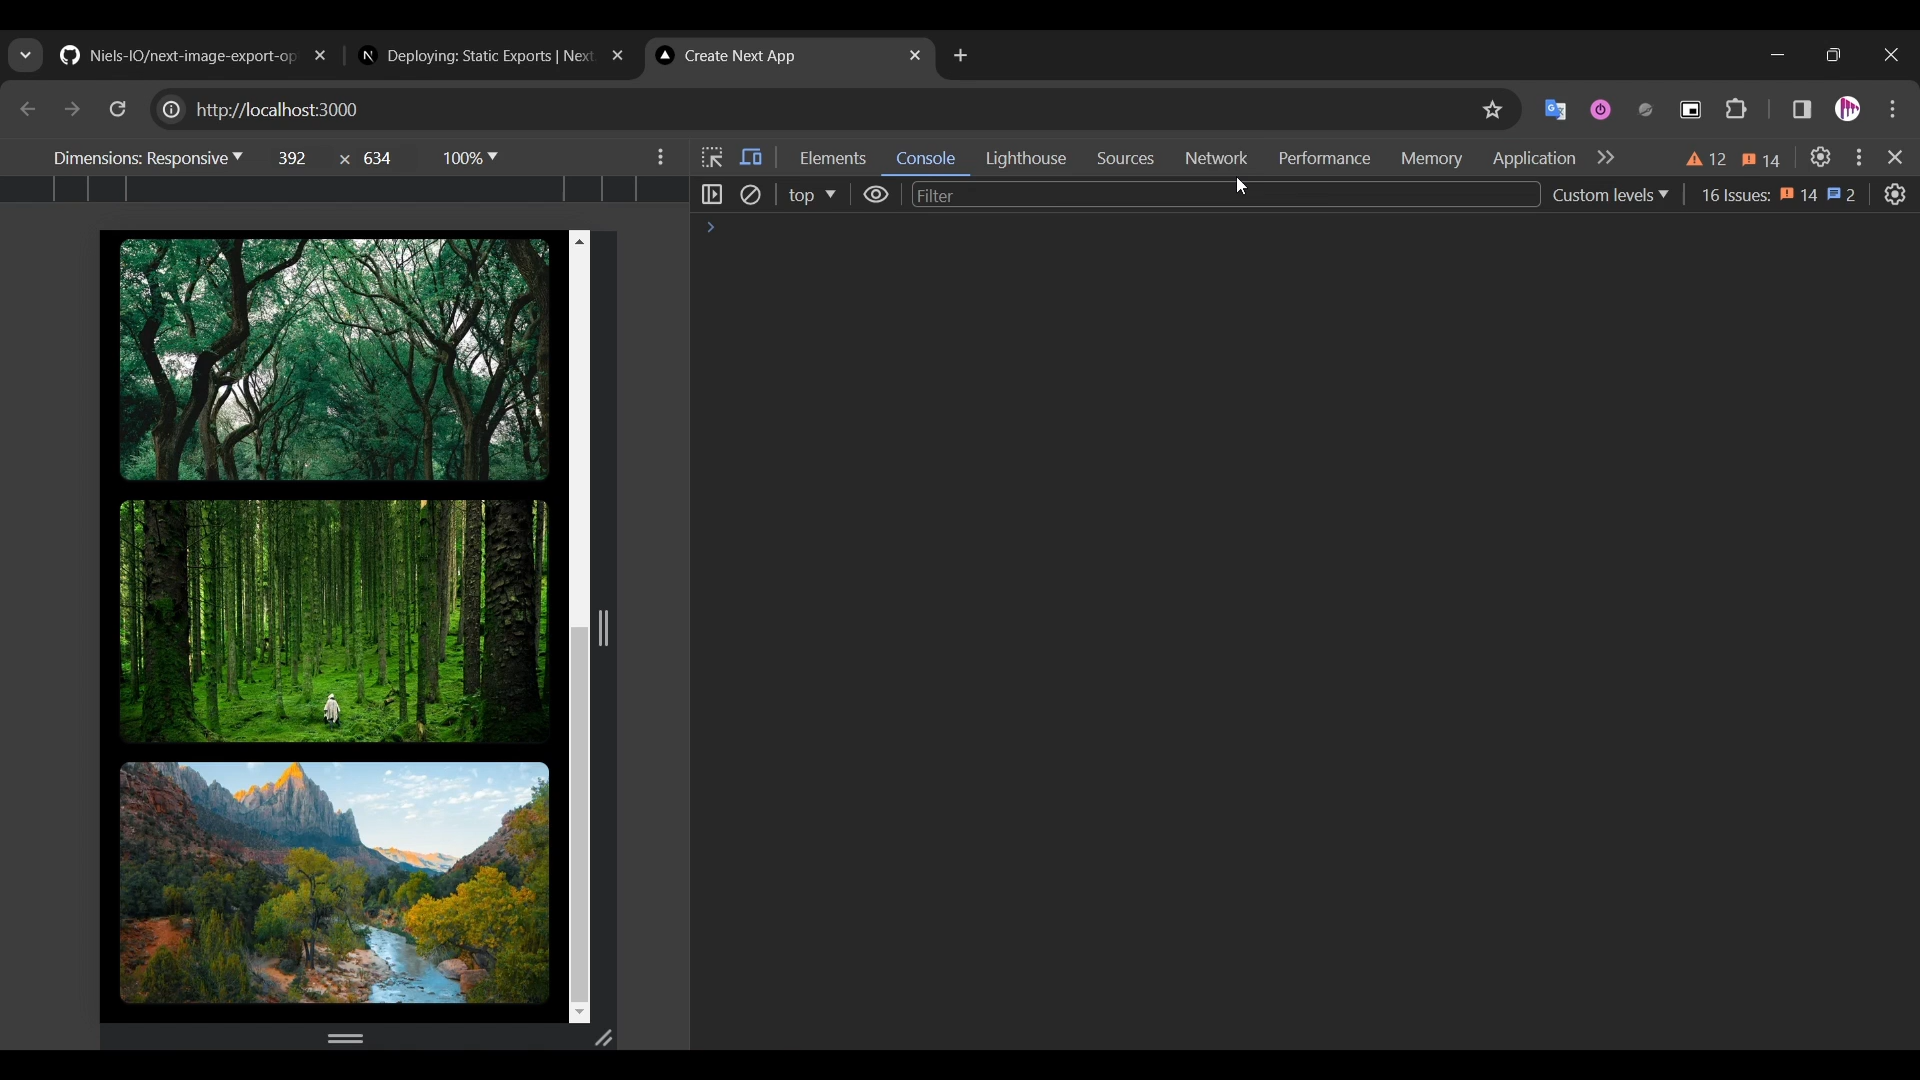 Niels-IO/next-image-export-op
Deploying: Static Exports | Next
Create Next App
http://localhost:3000
Dimensions: Responsive 392 × 634 100%
Elements Console Lighthouse Sources Network Performance Memory Application 12 14
top Filter Custom levels 16 Issues: 14 2